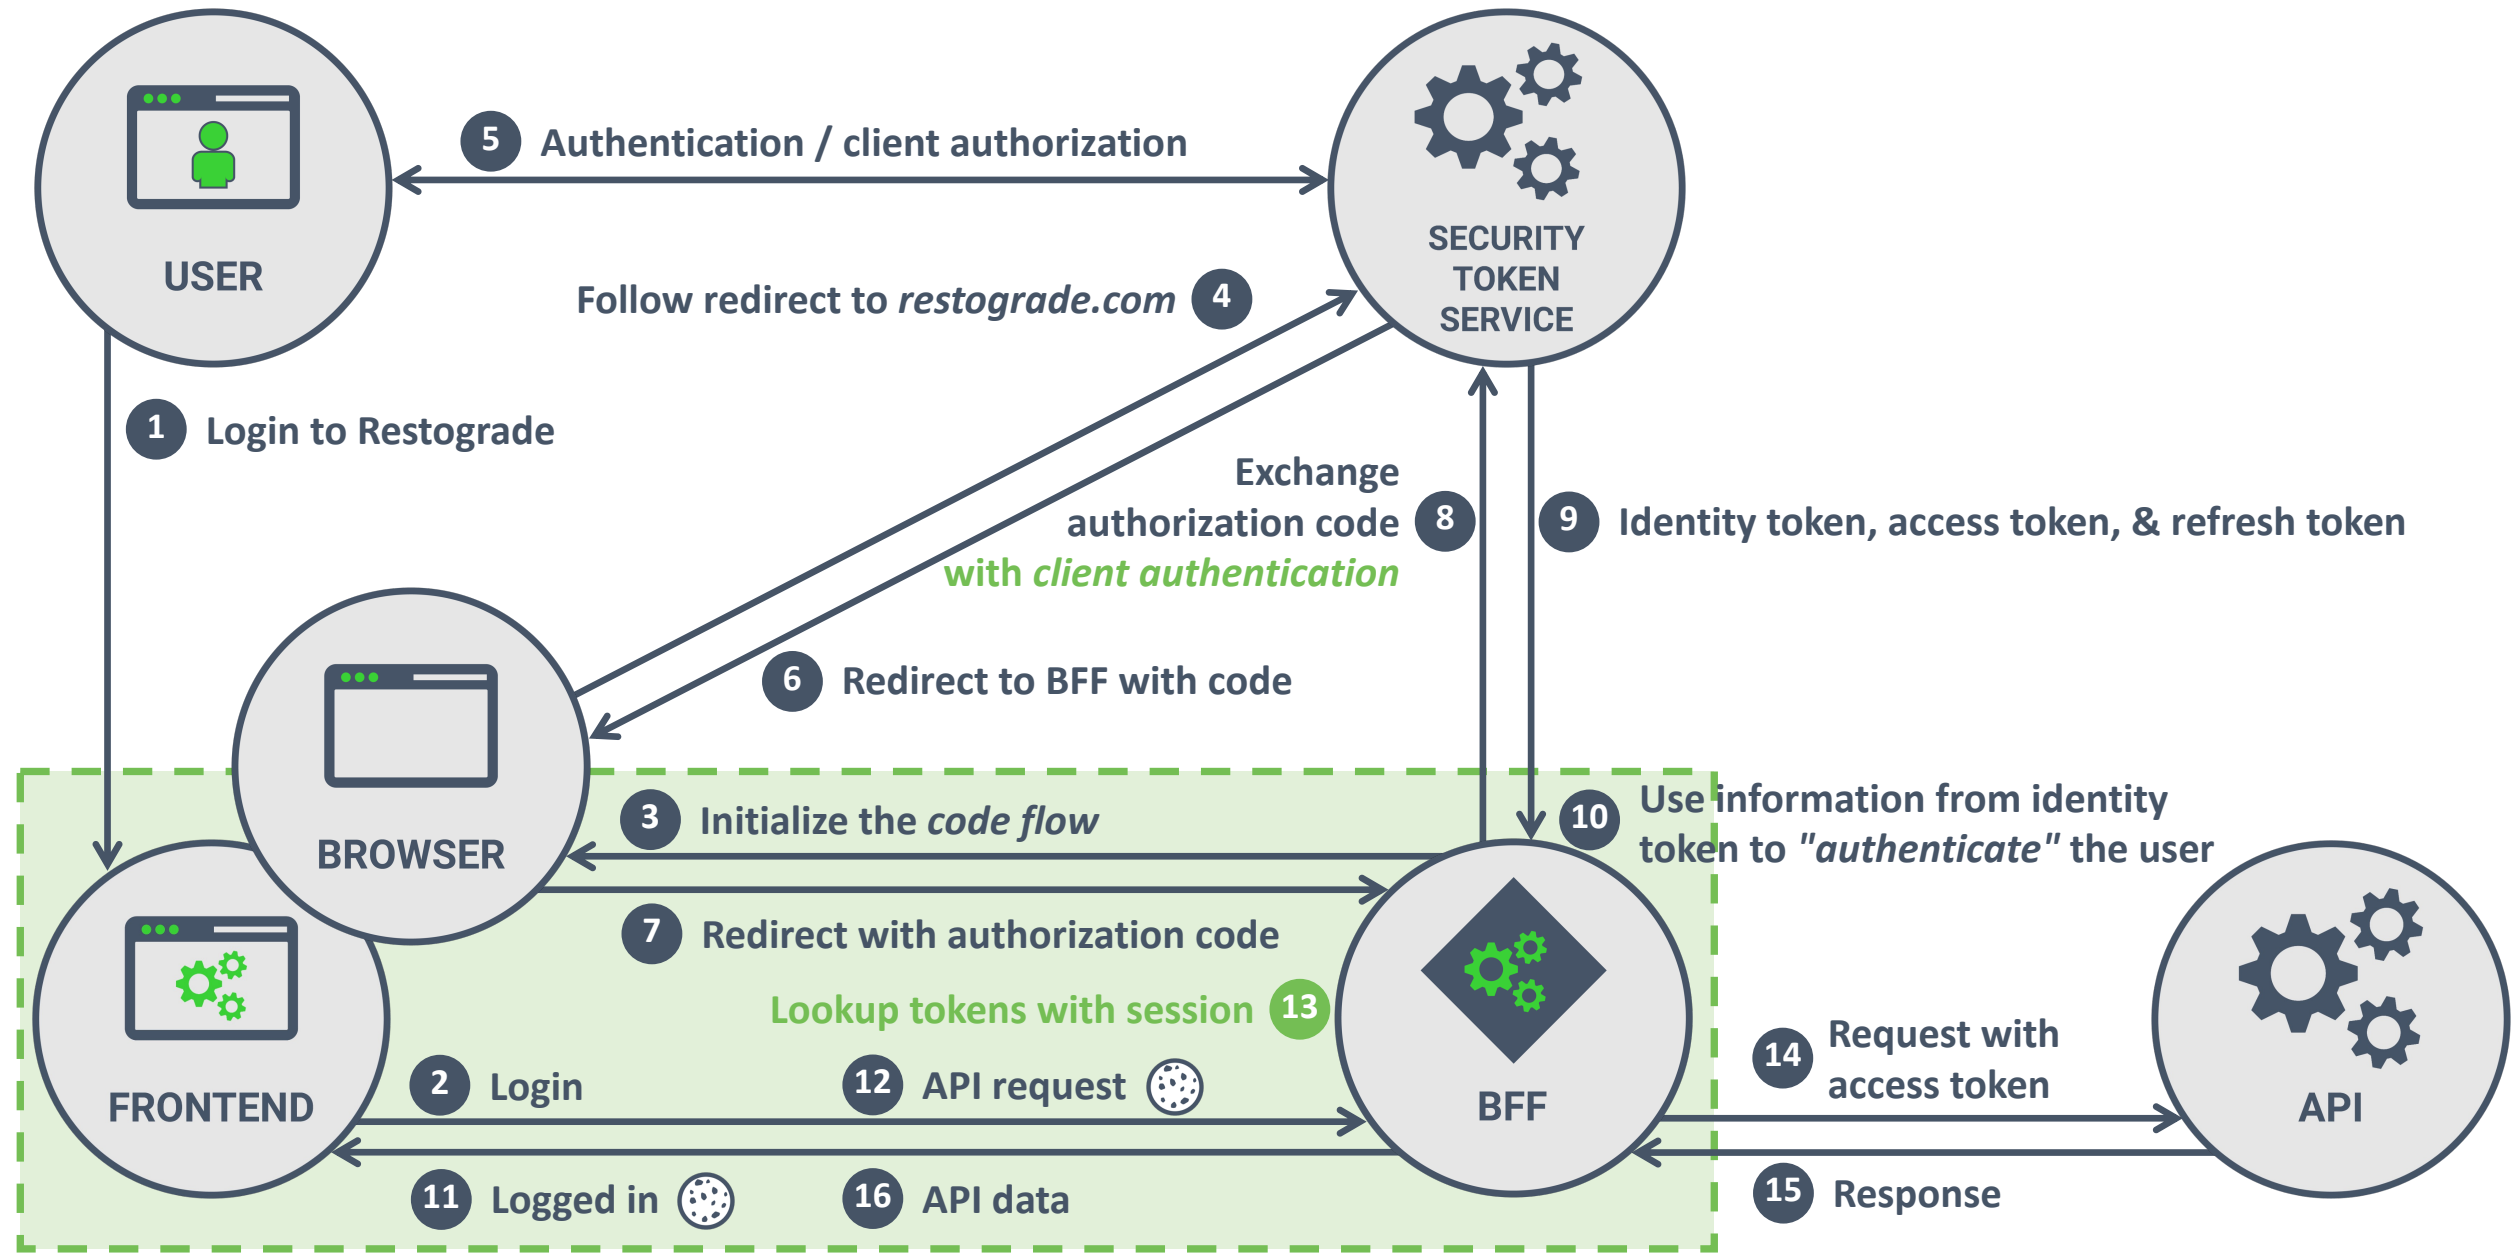 USER
5 Authentication / client authorization
SECURITY
TOKEN
SERVICE
Follow redirect to restograde.com 4
1 Login to Restograde
Exchange
authorization code
with client authentication
8
9 Identity token, access token, & refresh token
6 Redirect to BFF with code
BROWSER
3 Initialize the code flow
10 Use information from identity
token to "authenticate" the user
7 Redirect with authorization code
Lookup tokens with session 13
FRONTEND
2 Login
12 API request
BFF
14 Request with
access token
API
11 Logged in
16 API data
15 Response